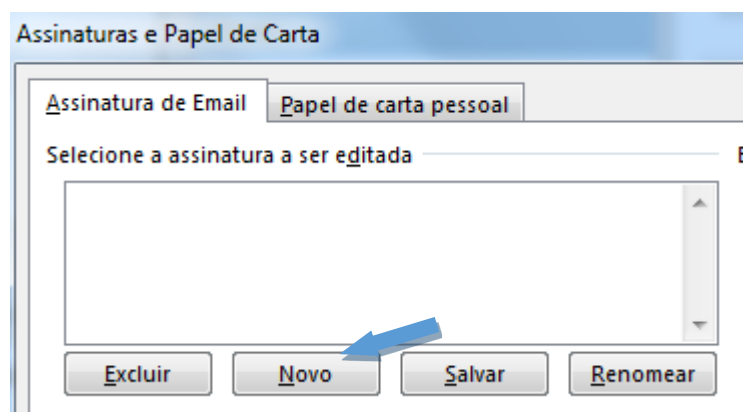 Assinaturas e Papel de Carta
Assinatura de Email Papel de carta pessoal
Selecione a assinatura a ser editada
Excluir Novo Salvar Renomear